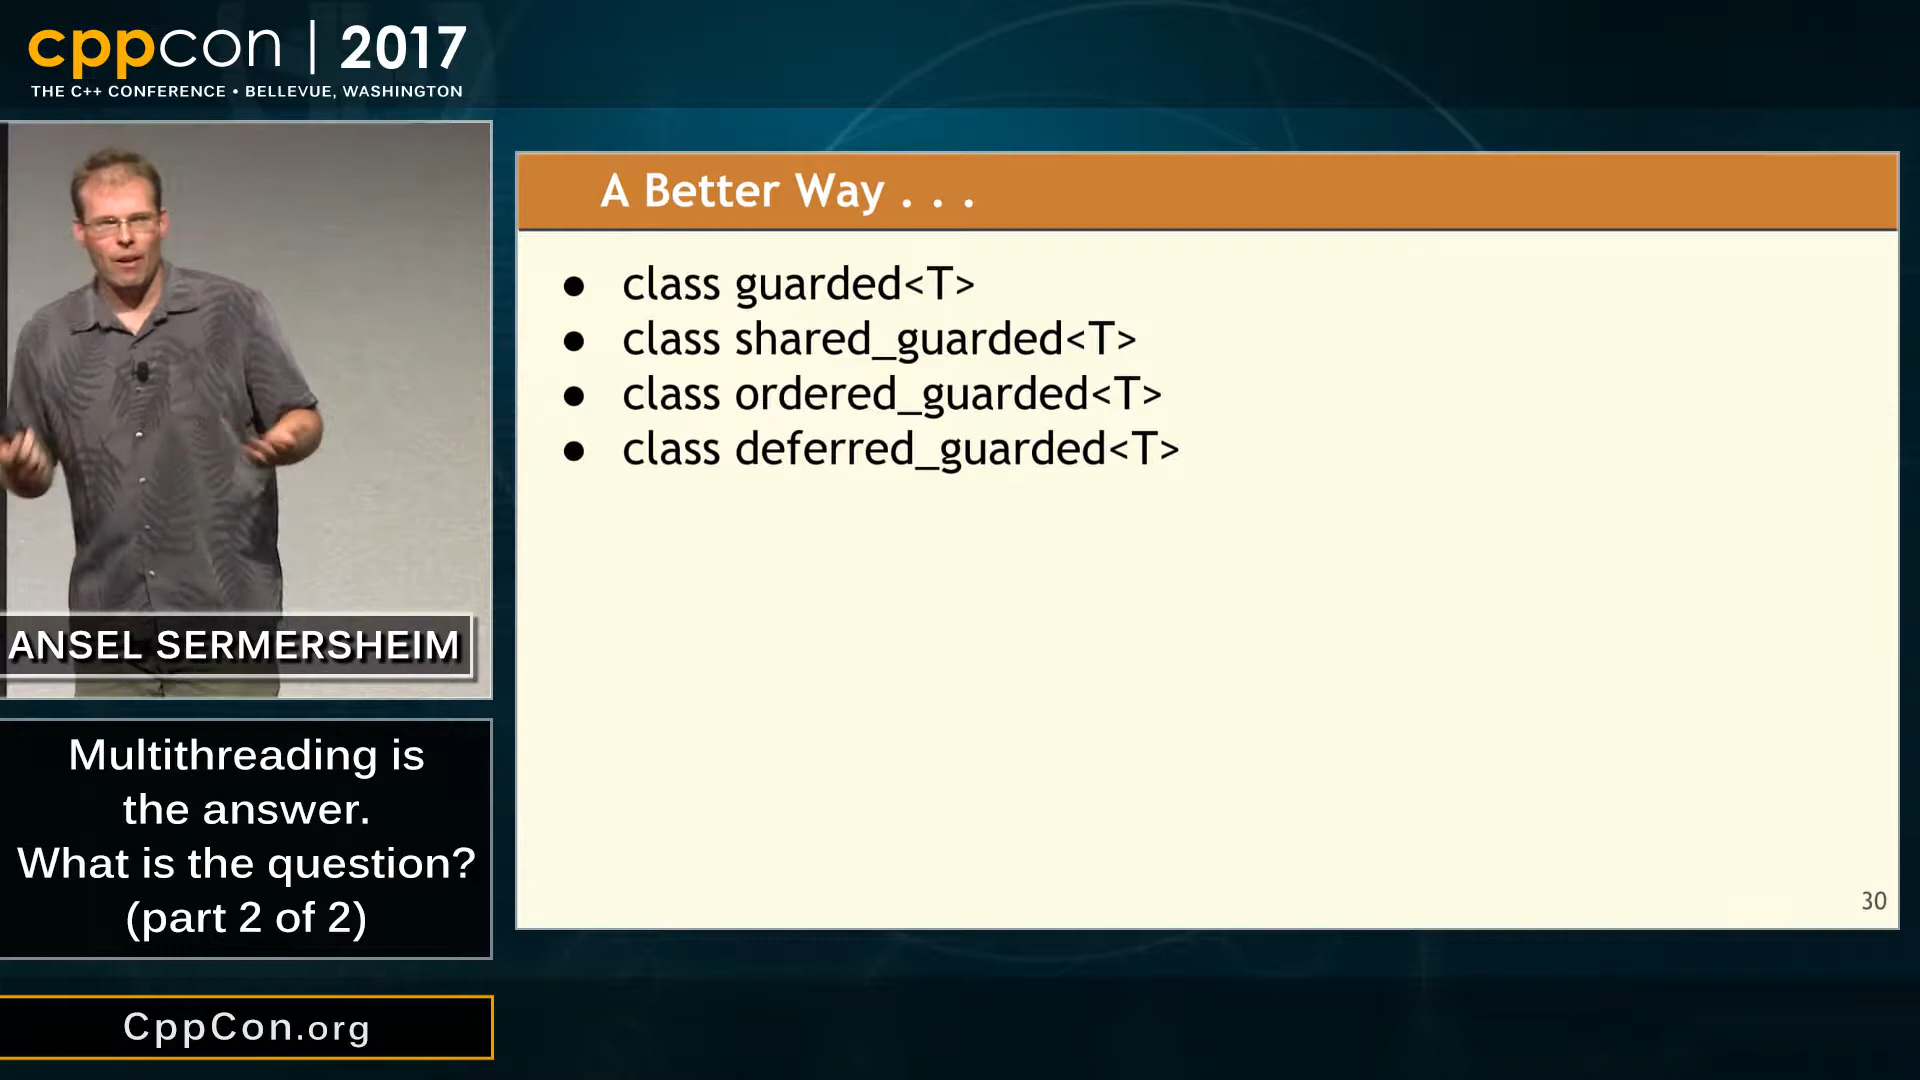 cppcon | 2017
THE C++ CONFERENCE • BELLEVUE, WASHINGTON
ANSEL SERMERSHEIM
Multithreading is
the answer.
What is the question?
(part 2 of 2)
CppCon.org
A Better Way . . .
● class guarded<T>
● class shared_guarded<T>
● class ordered_guarded<T>
● class deferred_guarded<T>
30